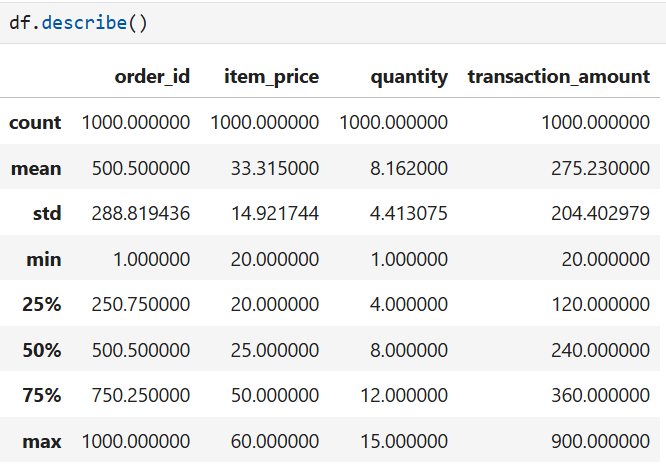 df.describe()
order_id item_price quantity transaction_amount
count 1000.000000 1000.000000 1000.000000 1000.000000
mean 500.500000 33.315000 8.162000 275.230000
std 288.819436 14.921744 4.413075 204.402979
min 1.000000 20.000000 1.000000 20.000000
25% 250.750000 20.000000 4.000000 120.000000
50% 500.500000 25.000000 8.000000 240.000000
75% 750.250000 50.000000 12.000000 360.000000
max 1000.000000 60.000000 15.000000 900.000000